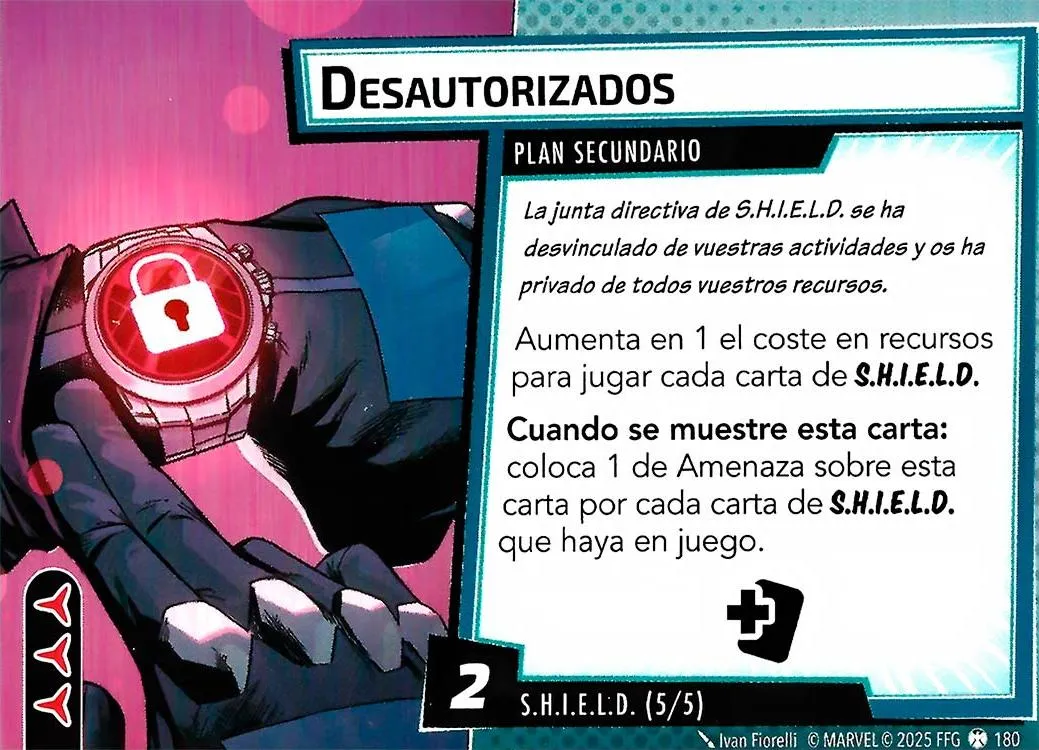 DESAUTORIZADOS
PLAN SECUNDARIO
La junta directiva de S.H.I.E.L.D. se ha
desvinculado de vuestras actividades y os ha
privado de todos vuestros recursos.
Aumenta en 1 el coste en recursos
para jugar cada carta de S.H.I.E.L.D.
Cuando se muestre esta carta:
coloca 1 de Amenaza sobre esta
carta por cada carta de S.H.I.E.L.D.
que haya en juego.
2
S.H.I.E.L.D. (5/5)
Ivan Fiorelli © MARVEL © 2025 FFG 180